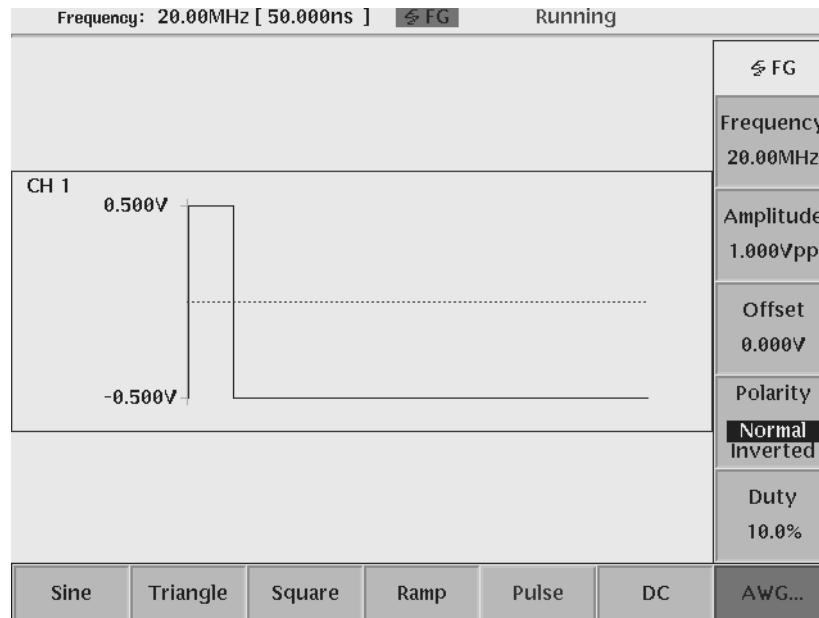 Frequency: 20.00MHz [ 50.000ns ] FG Running
FG
Frequency
20.00MHz
Amplitude
1.000Vpp
Offset
0.000V
Polarity
Normal
Inverted
Duty
10.0%
CH 1
0.500V
-0.500V
Sine Triangle Square Ramp Pulse DC AWG...